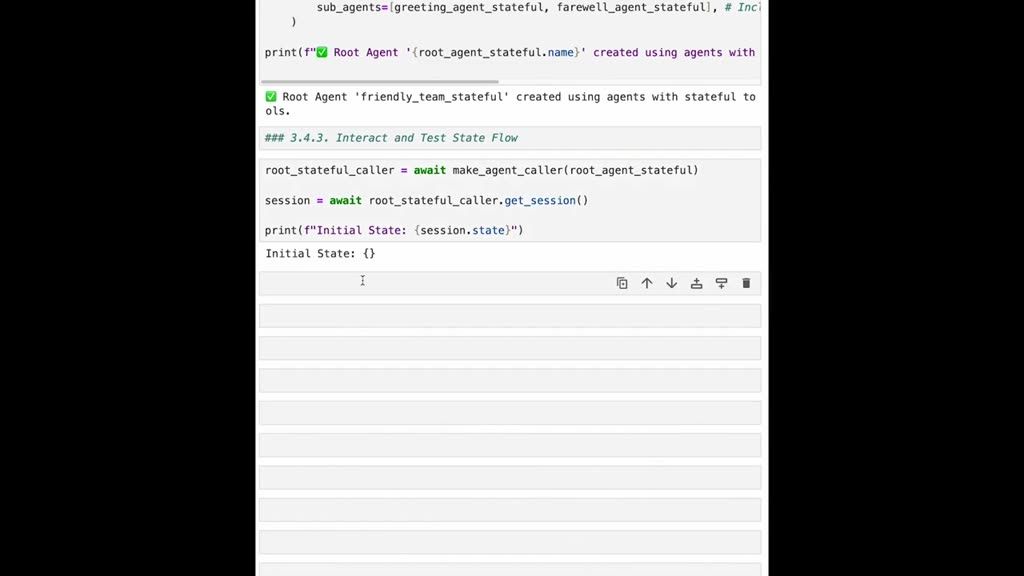 sub_agents=[greeting_agent_stateful, farewell_agent_stateful], #
)
print(f"✅ Root Agent '{root_agent_stateful.name}' created using agents with
✅ Root Agent 'friendly_team_stateful' created using agents with stateful to
ols.
### 3.4.3. Interact and Test State Flow
root_stateful_caller = await make_agent_caller(root_agent_stateful)
session = await root_stateful_caller.get_session()
print(f"Initial State: {session.state}")
Initial State: {}